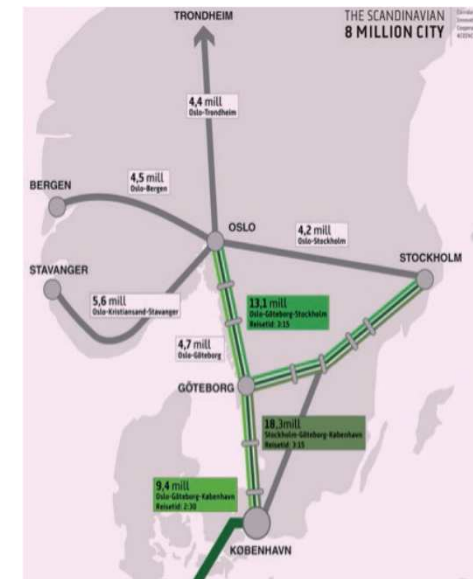 TRONDHEIM
THE SCANDINAVIAN
8 MILLION CITY
4,4 mill
Oslo-Trondheim
4,5 mill
Oslo-Bergen
BERGEN
OSLO
4,2 mill
Oslo-Stockholm
STOCKHOLM
STAVANGER
5,6 mill
Oslo-Kristiansand-Stavanger
13,1 mill
Oslo-Göteborg-Stockholm
Reisetid: 3:15
4,7 mill
Oslo-Göteborg
GÖTEBORG
18,3mill
Stockholm-Göteborg-København
Reisetid: 3:15
9,4 mill
Oslo-Göteborg-København
Reisetid: 2:30
KØBENHAVN